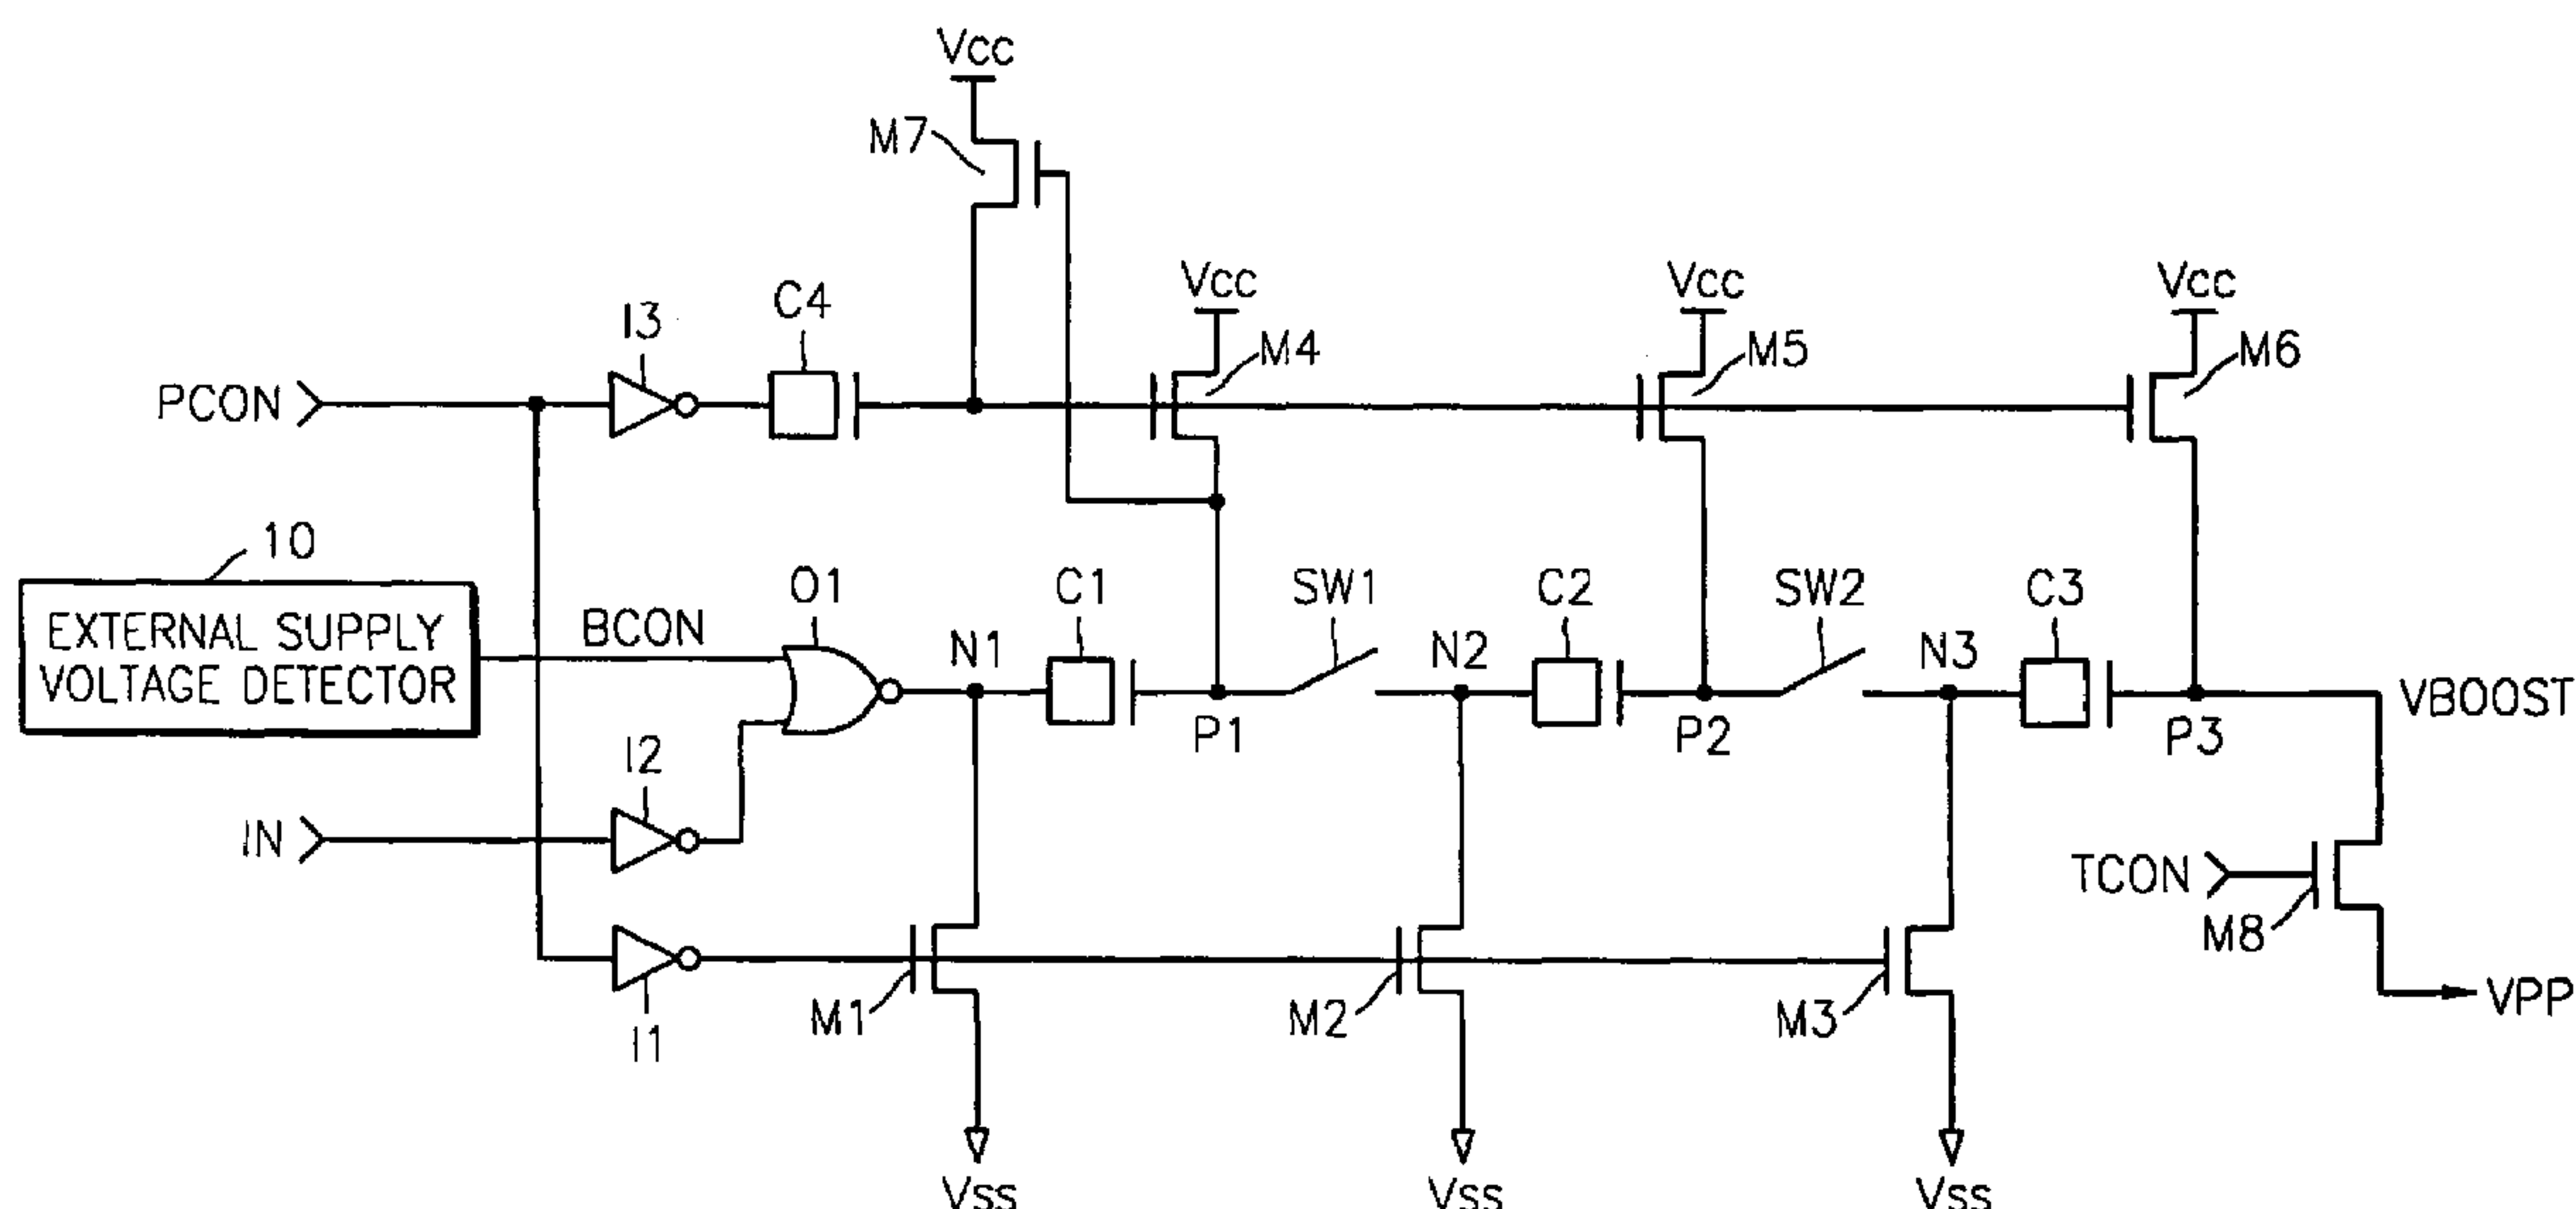 Vcc
M7
Vcc
Vcc
Vcc
C4
I3
M4
M5
M6
PCON
10
EXTERNAL SUPPLY
VOLTAGE DETECTOR
BCON
O1
N1
C1
SW1
N2
C2
SW2
N3
C3
P1
P2
P3
VBOOST
I2
IN
TCON
M8
I1
M1
M2
M3
VPP
Vss
Vss
Vss